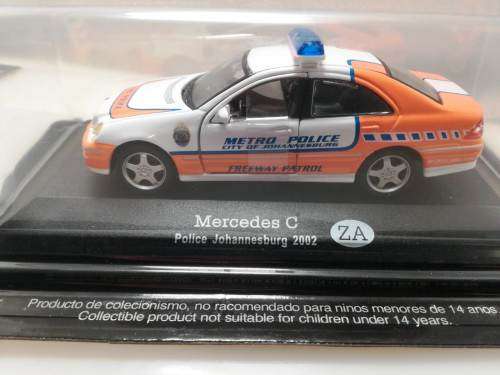 METRO POLICE
CITY OF JOHANNESBURG
FREEWAY PATROL
Mercedes C
Police Johannesburg 2002
ZA
Producto de colecionismo, no racomendado para ninos menores de 14 anos
Collectible product not suitable for children under 14 years.